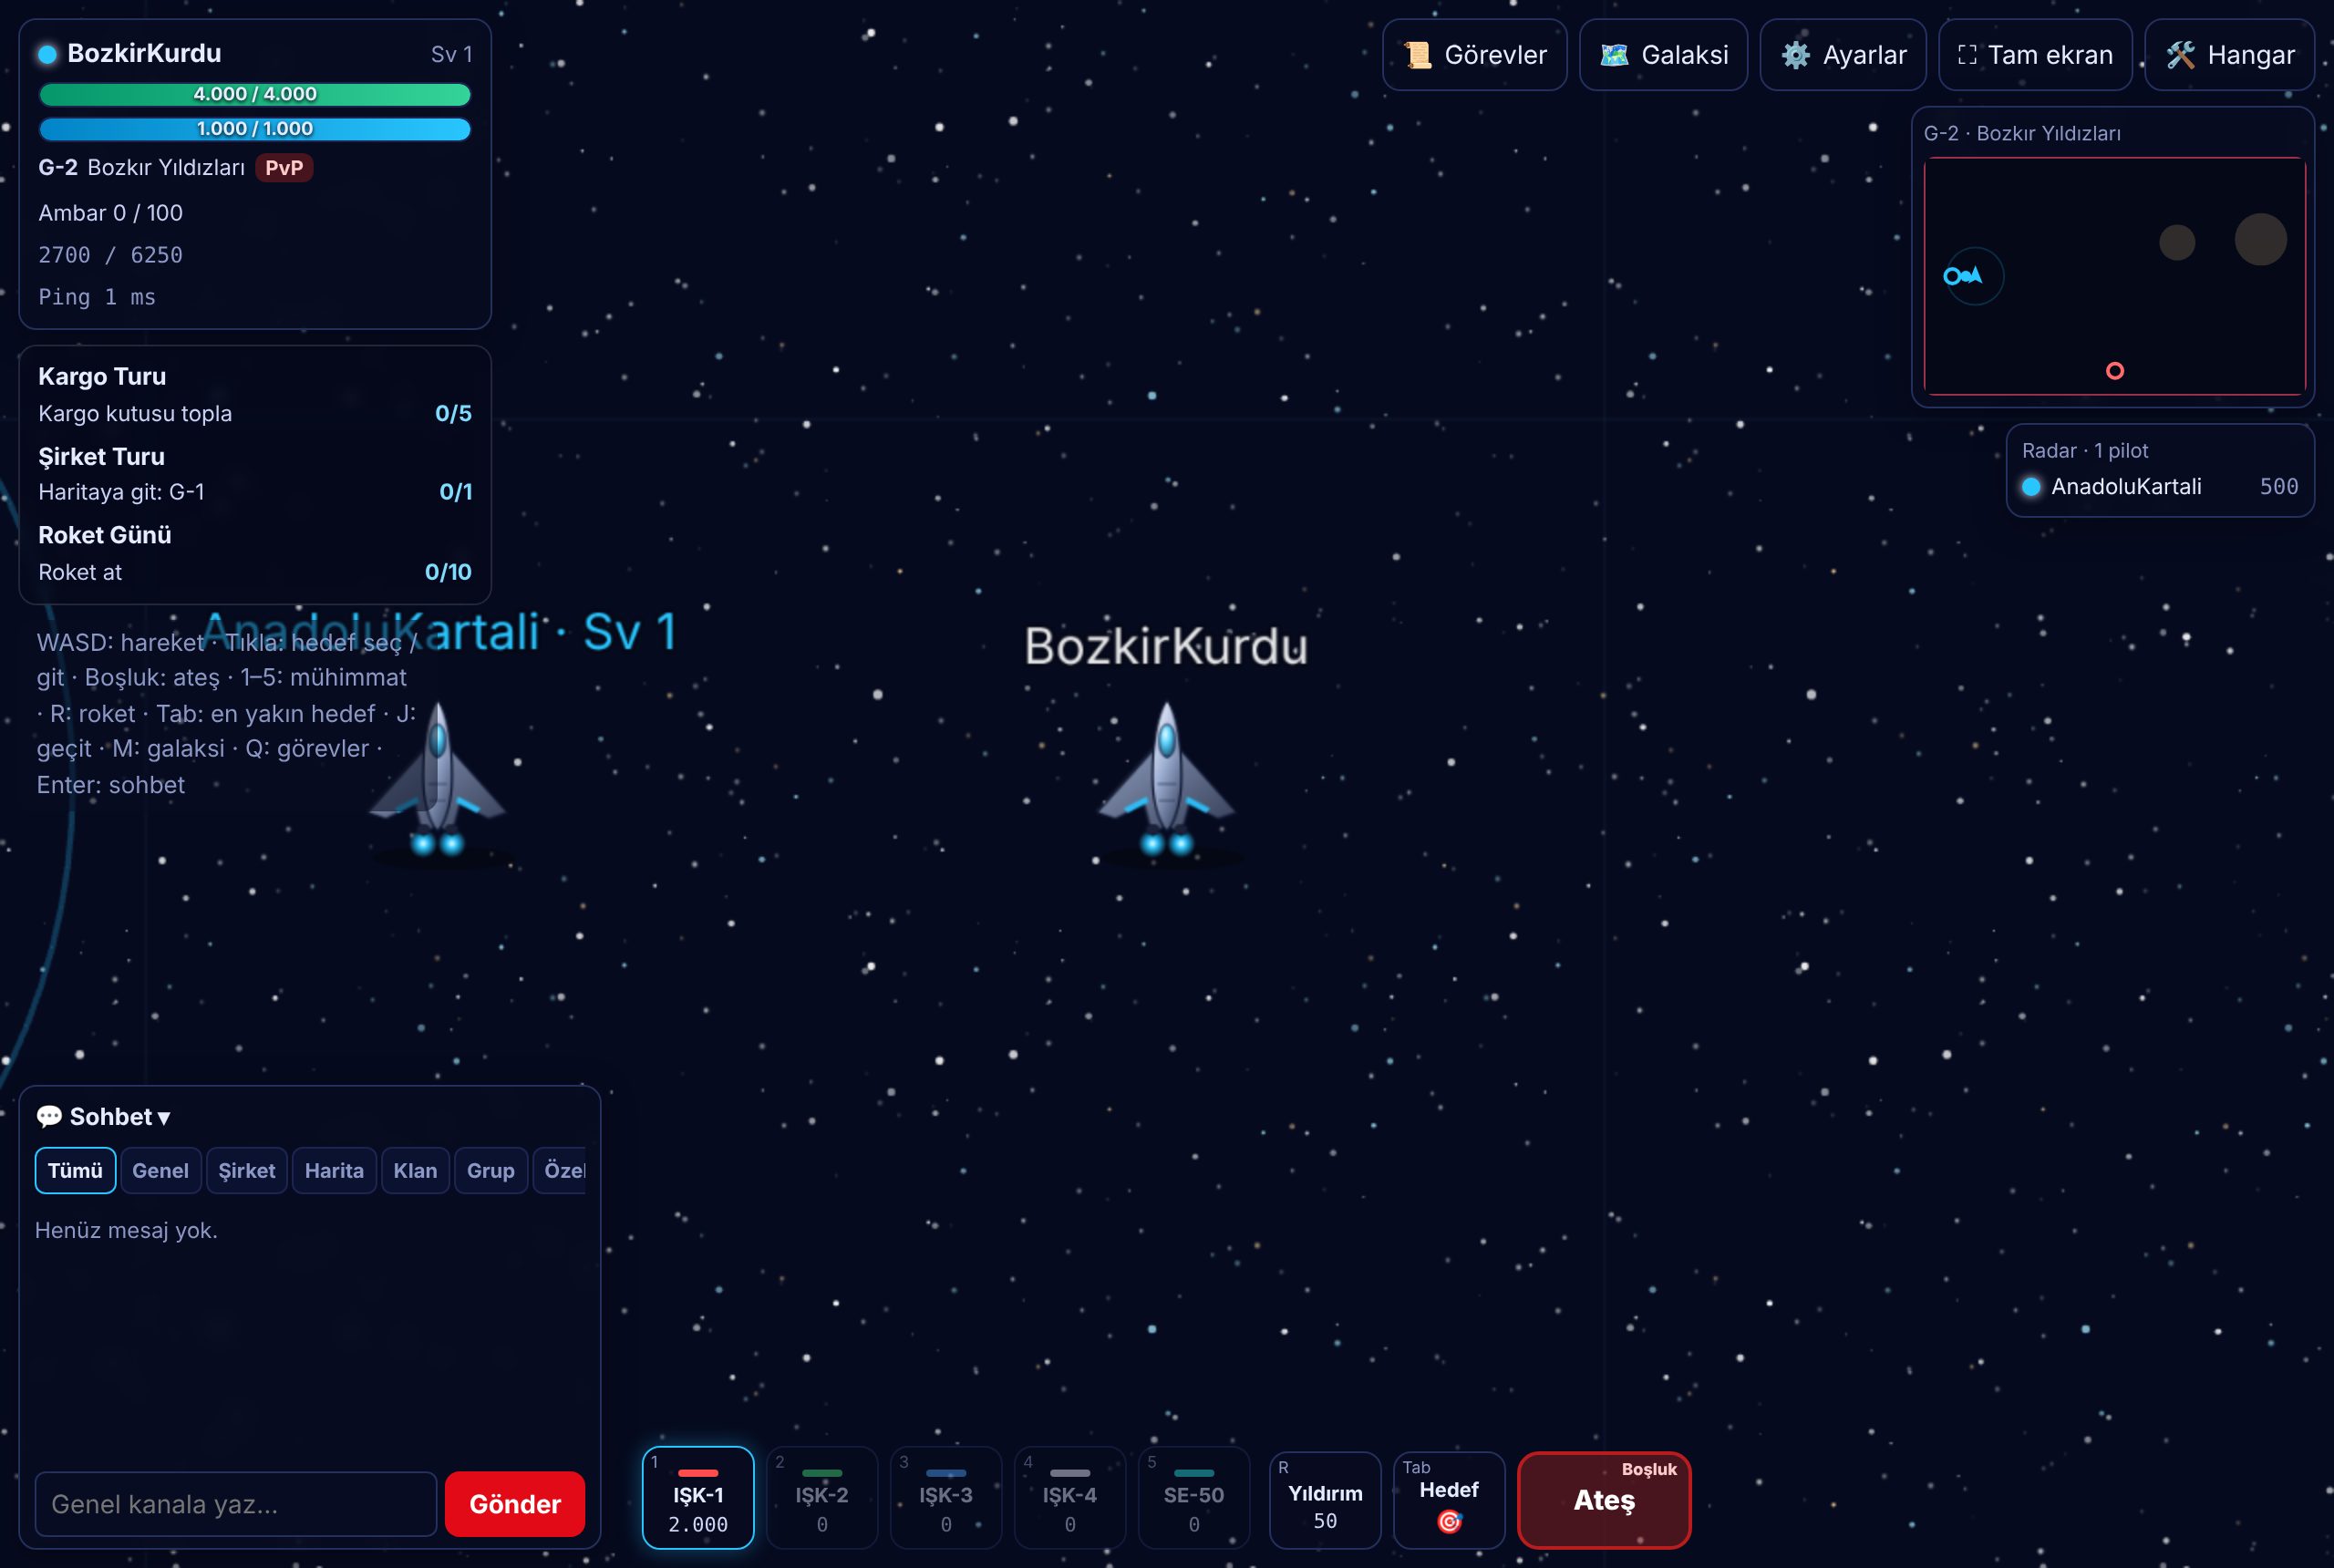 BozkirKurdu Sv 1
4.000 / 4.000
1.000 / 1.000
G-2 Bozkır Yıldızları PvP
Ambar 0 / 100
2700 / 6250
Ping 1 ms
Görevler
Galaksi
Ayarlar
Tam ekran
Hangar
G-2 · Bozkır Yıldızları
Radar · 1 pilot
AnadoluKartali 500
Kargo Turu
Kargo kutusu topla 0/5
Şirket Turu
Haritaya git: G-1 0/1
Roket Günü
Roket at 0/10
AnadoluKartali · Sv 1
BozkirKurdu
WASD: hareket · Tıkla: hedef seç /
git · Boşluk: ateş · 1–5: mühimmat
· R: roket · Tab: en yakın hedef · J:
geçit · M: galaksi · Q: görevler ·
Enter: sohbet
Sohbet ▾
Tümü Genel Şirket Harita Klan Grup Özel
Henüz mesaj yok.
Genel kanala yaz...
Gönder
1
IŞK-1
2.000
2
IŞK-2
0
3
IŞK-3
0
4
IŞK-4
0
5
SE-50
0
R
Yıldırım
50
Tab
Hedef
Boşluk
Ateş